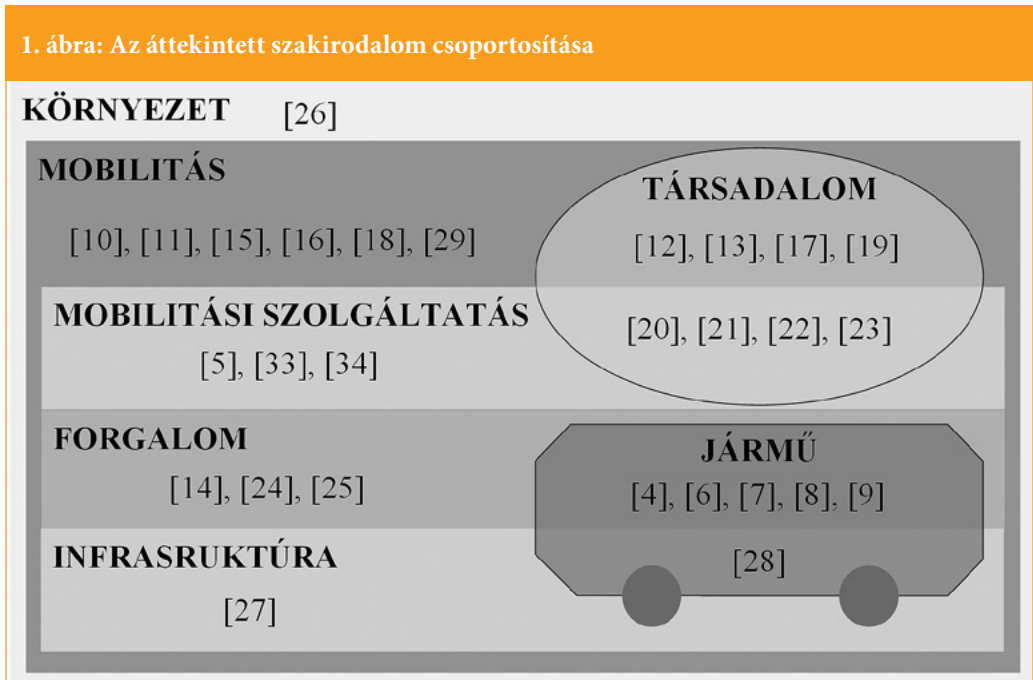 1. ábra: Az áttekintett szakirodalom csoportosítása
KÖRNYEZET [26]
MOBILITÁS
[10], [11], [15], [16], [18], [29]
TÁRSADALOM
[12], [13], [17], [19]
[20], [21], [22], [23]
MOBILITÁSI SZOLGÁLTATÁS
[5], [33], [34]
FORGALOM
[14], [24], [25]
JÁRMŰ
[4], [6], [7], [8], [9]
[28]
INFRASRUKTÚRA
[27]